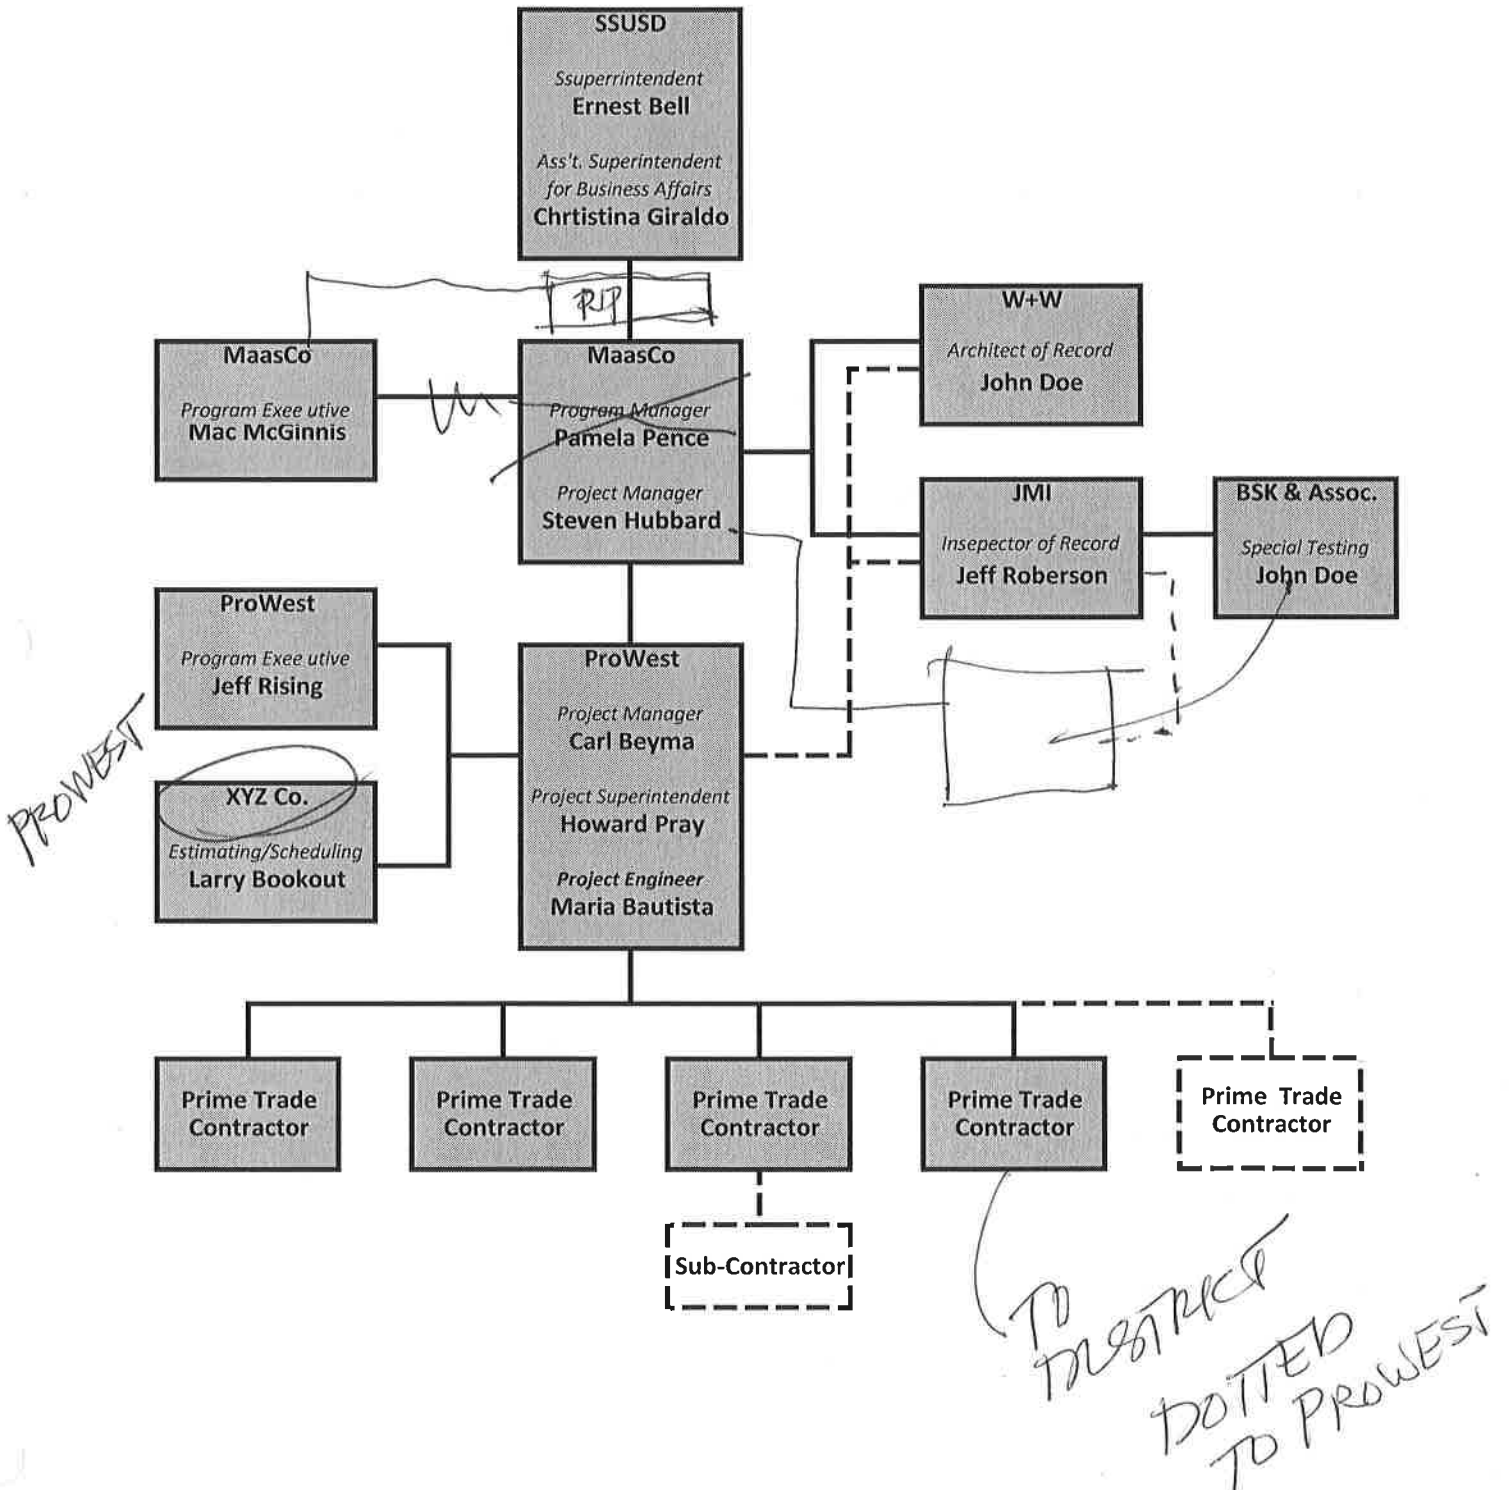 SSUSD
Ssuperrintendent
Ernest Bell
Ass't. Superintendent
for Business Affairs
Chrtistina Giraldo
MaasCo
Program Exee utive
Mac McGinnis
MaasCo
Program Manager
Pamela Pence
Project Manager
Steven Hubbard
W+W
Architect of Record
John Doe
JMI
Insepector of Record
Jeff Roberson
BSK & Assoc.
Special Testing
John Doe
ProWest
Program Exee utive
Jeff Rising
PROWEST
XYZ Co.
Estimating/Scheduling
Larry Bookout
ProWest
Project Manager
Carl Beyma
Project Superintendent
Howard Pray
Project Engineer
Maria Bautista
Prime Trade
Contractor
Prime Trade
Contractor
Prime Trade
Contractor
Prime Trade
Contractor
Prime Trade
Contractor
Sub-Contractor
TO
DISTRICT
DOTTED
TO PROWEST